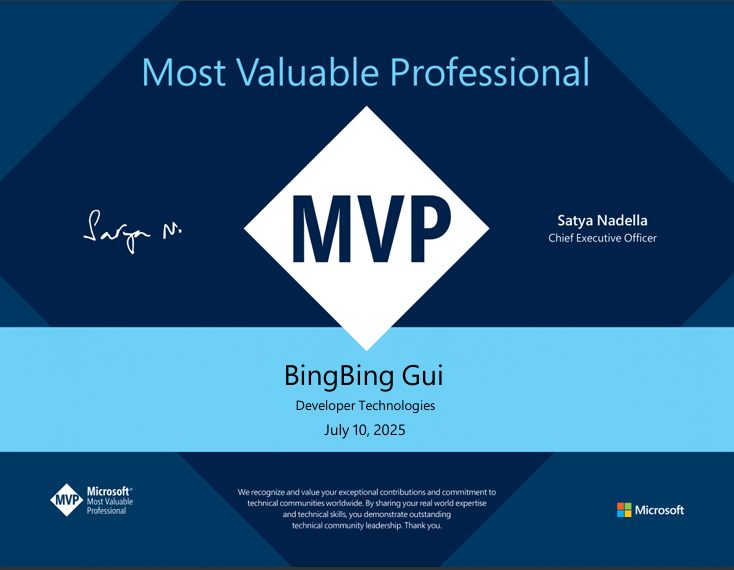 Most Valuable Professional
MVP
Satya N.
Satya Nadella
Chief Executive Officer
BingBing Gui
Developer Technologies
July 10, 2025
MVP
Microsoft®
Most Valuable
Professional
We recognize and value your exceptional contributions and commitment to
technical communities worldwide. By sharing your real world expertise
and technical skills, you demonstrate outstanding
technical community leadership. Thank you.
Microsoft